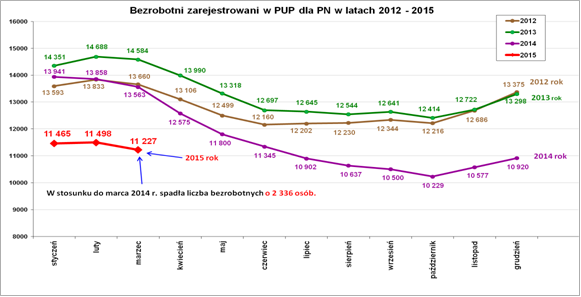 Bezrobotni zarejestrowani w PUP dla PN w latach 2012 - 2015
2012
2013
2014
2015
14000
13000
12000
11000
10000
9000
8000
16000
14 351
14 688
14 584
13 990
13 318
12 697
12 645
12 544
12 641
12 414
12 722
13 298
13 941
13 858
13 563
12 575
11 800
11 345
10 902
10 637
10 500
10 229
10 577
10 920
13 593
13 833
13 660
13 106
12 499
12 160
12 202
12 230
12 344
12 216
12 686
13 375
11 465
11 498
11 227
2012 rok
2013 rok
2014 rok
2015 rok
W stosunku do marca 2014 r. spadła liczba bezrobotnych o 2 336 osób.
styczeń
luty
marzec
kwiecień
maj
czerwiec
lipiec
sierpień
wrzesień
październik
listopad
grudzień